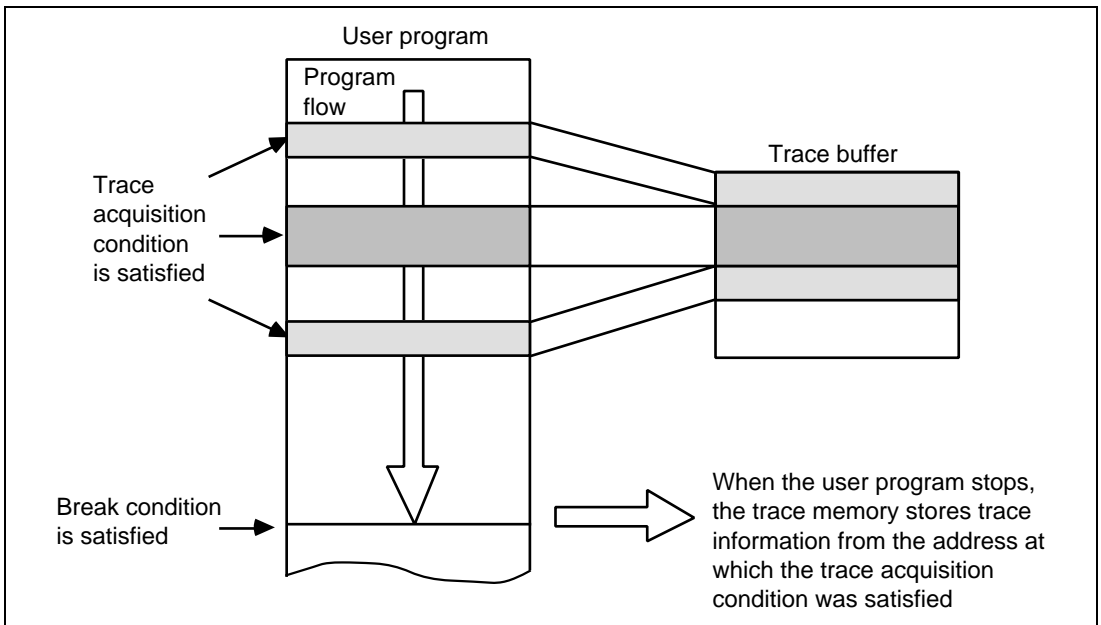 User program
Program
flow
Trace buffer
Trace
acquisition
condition
is satisfied
Break condition
is satisfied
When the user program stops,
the trace memory stores trace
information from the address at
which the trace acquisition
condition was satisfied